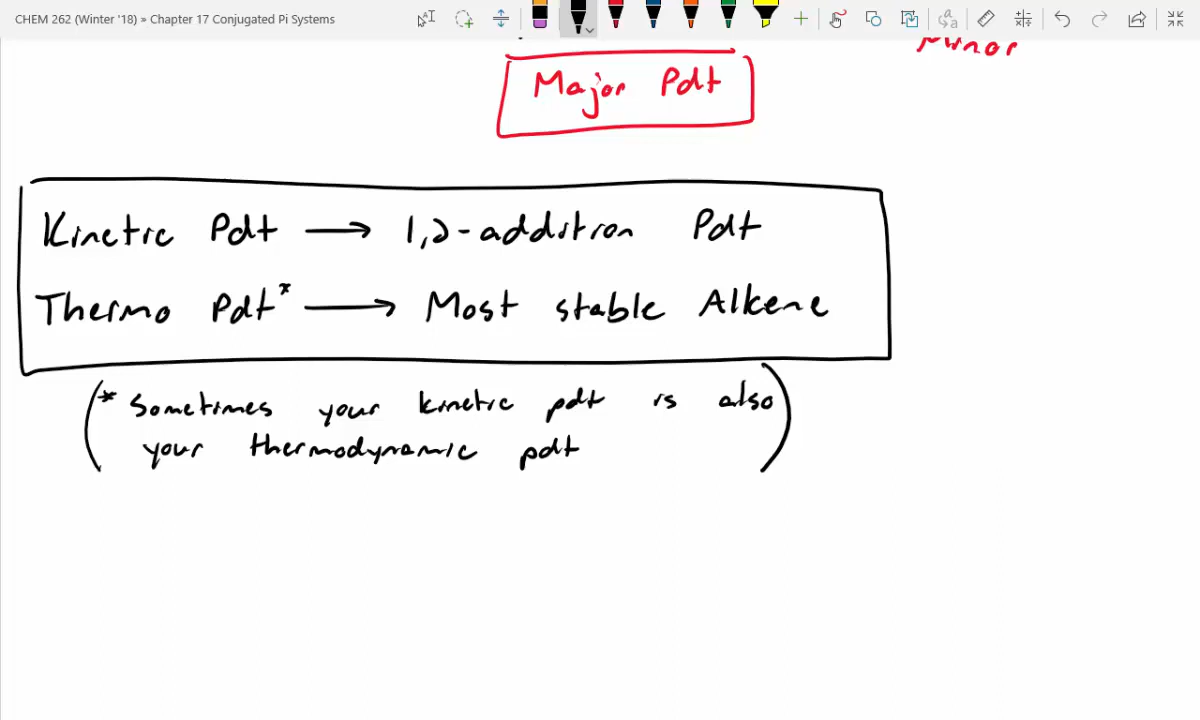 CHEM 262 (Winter '18) » Chapter 17 Conjugated Pi Systems
Minor
Major Pdt
Kinetic Pdt → 1,2-addition Pdt
Thermo Pdt* → Most stable Alkene
(* Sometimes your kinetic pdt is also
your thermodynamic pdt)